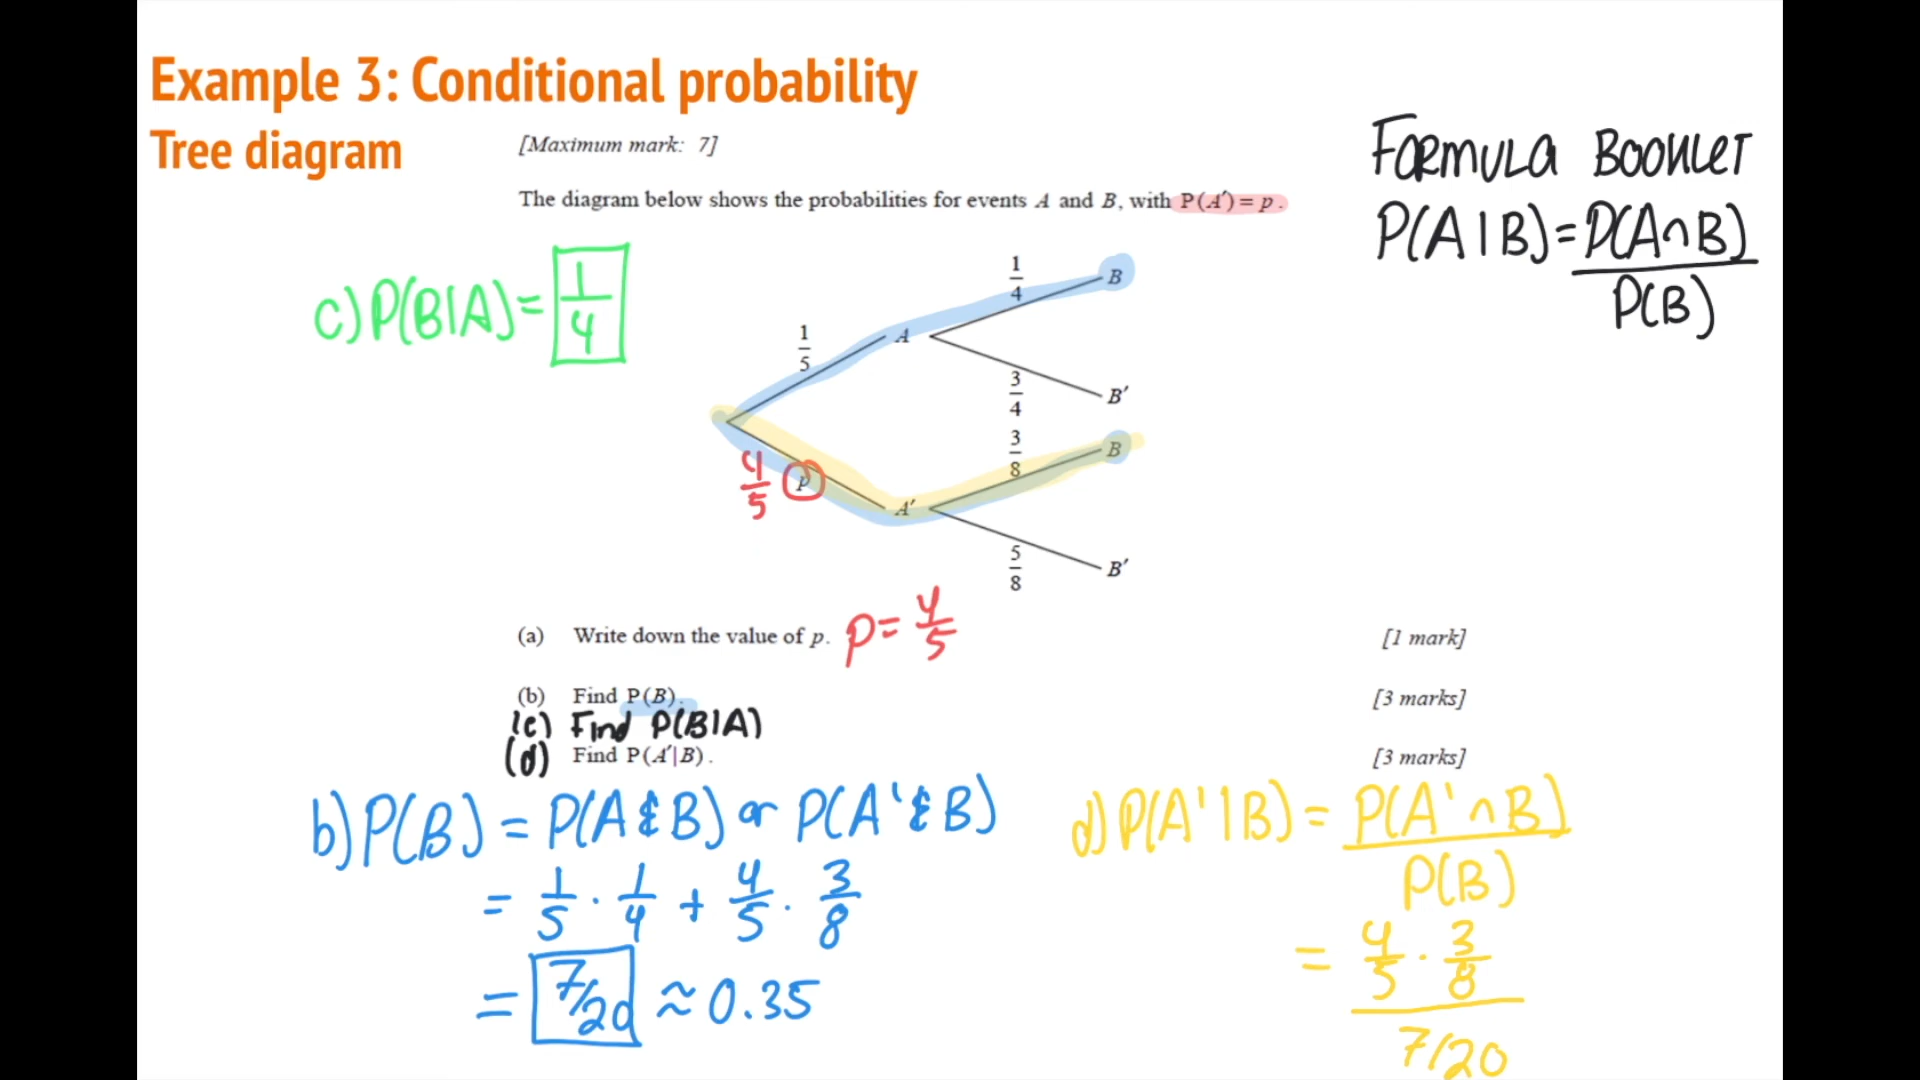 Example 3: Conditional probability
Tree diagram
[Maximum mark: 7]
FORMULA BOOKLET
P(A|B)=P(A∩B)
P(B)
The diagram below shows the probabilities for events A and B, with P(A′)=p.
c) P(B|A)= 1/4
1/5
A
1/4
B
3/4
B′
4/5 p
A′
3/8
B
5/8
B′
(a) Write down the value of p. p=4/5 [1 mark]
(b) Find P(B). [3 marks]
(c) Find P(B|A)
(d) Find P(A′|B). [3 marks]
b) P(B) = P(A & B) or P(A' & B)
= 1/5 · 1/4 + 4/5 · 3/8
= 7/20 ≈ 0.35
d) P(A'|B) = P(A' ∩ B)
P(B)
= 4/5 · 3/8
7/20